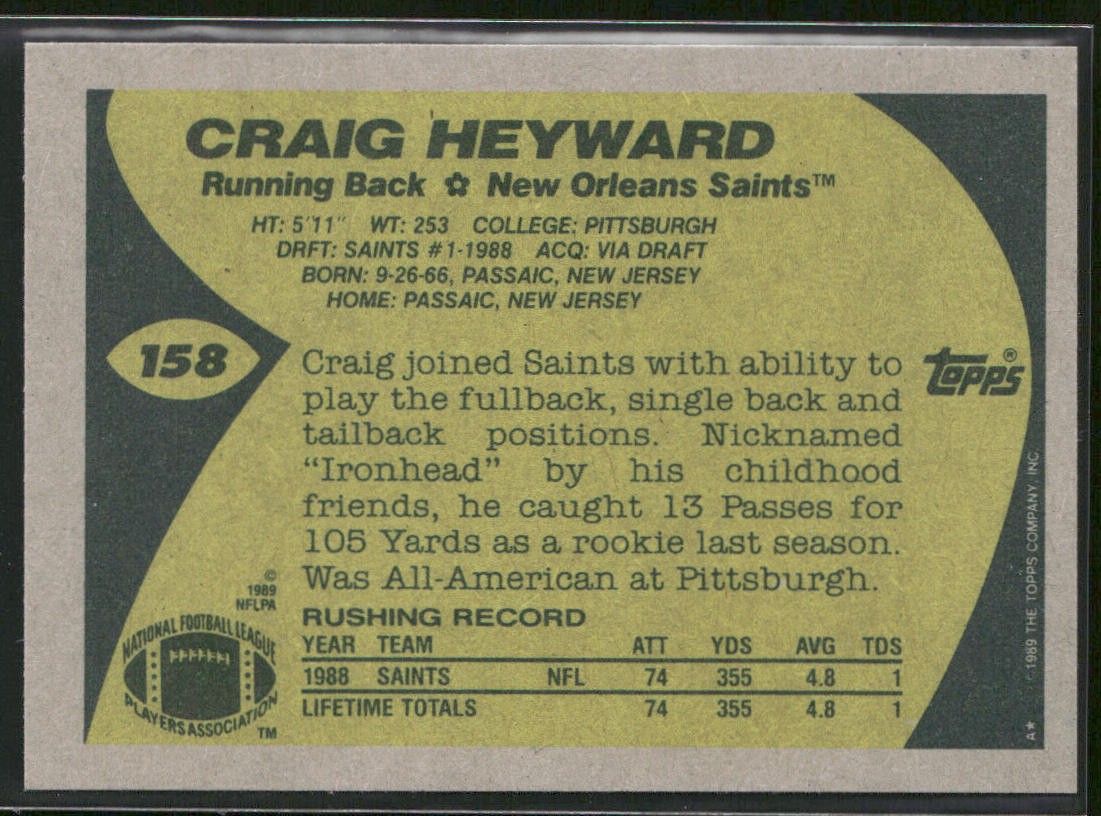 CRAIG HEYWARD
Running Back ✿ New Orleans Saints™
HT: 5'11" WT: 253 COLLEGE: PITTSBURGH
DRFT: SAINTS #1-1988 ACQ: VIA DRAFT
BORN: 9-26-66, PASSAIC, NEW JERSEY
HOME: PASSAIC, NEW JERSEY
158
Craig joined Saints with ability to
play the fullback, single back and
tailback positions. Nicknamed
“Ironhead” by his childhood
friends, he caught 13 Passes for
105 Yards as a rookie last season.
Was All-American at Pittsburgh.
Topps®
© 1989 THE TOPPS COMPANY, INC.
A★
©
1989
NFLPA
NATIONAL FOOTBALL LEAGUE
PLAYERS ASSOCIATION
TM
RUSHING RECORD
YEAR TEAM ATT YDS AVG TDS
1988 SAINTS NFL 74 355 4.8 1
LIFETIME TOTALS 74 355 4.8 1